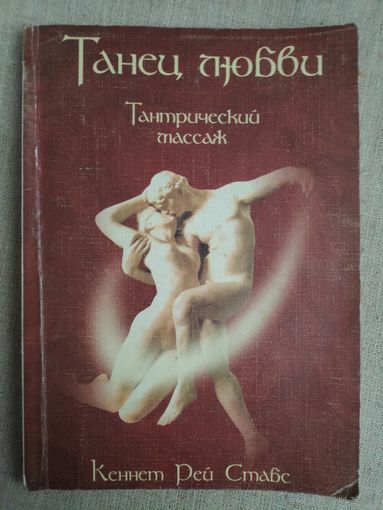 Танец любви
Тантрический
массаж
Кеннет Рей Стабс